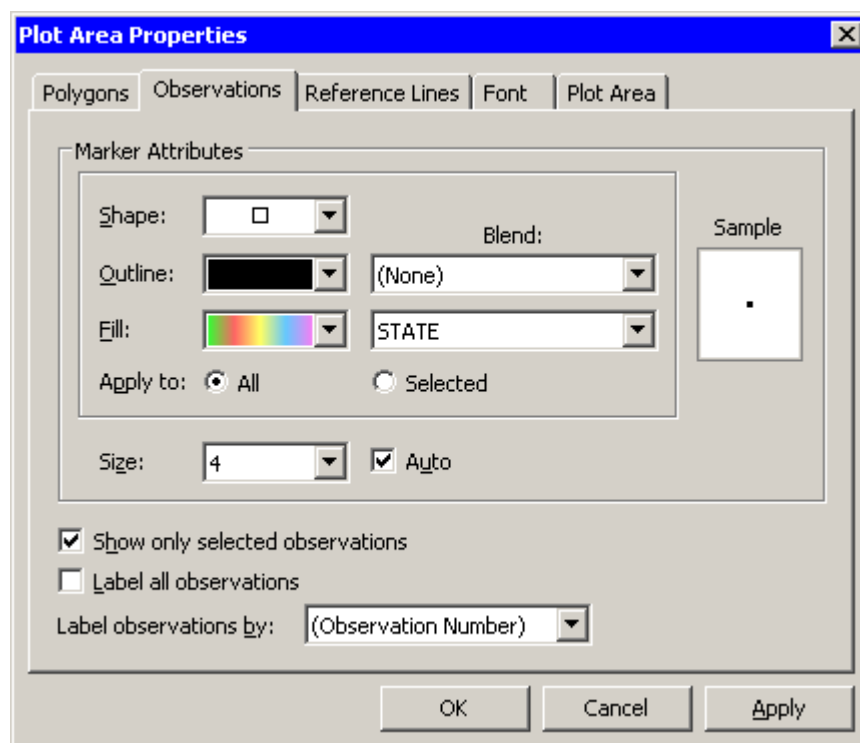 Plot Area Properties
Polygons Observations Reference Lines Font Plot Area
Marker Attributes
Shape:
Blend:
Sample
Outline: (None)
Fill: STATE
Apply to: All Selected
Size: 4 Auto
Show only selected observations
Label all observations
Label observations by: (Observation Number)
OK Cancel Apply